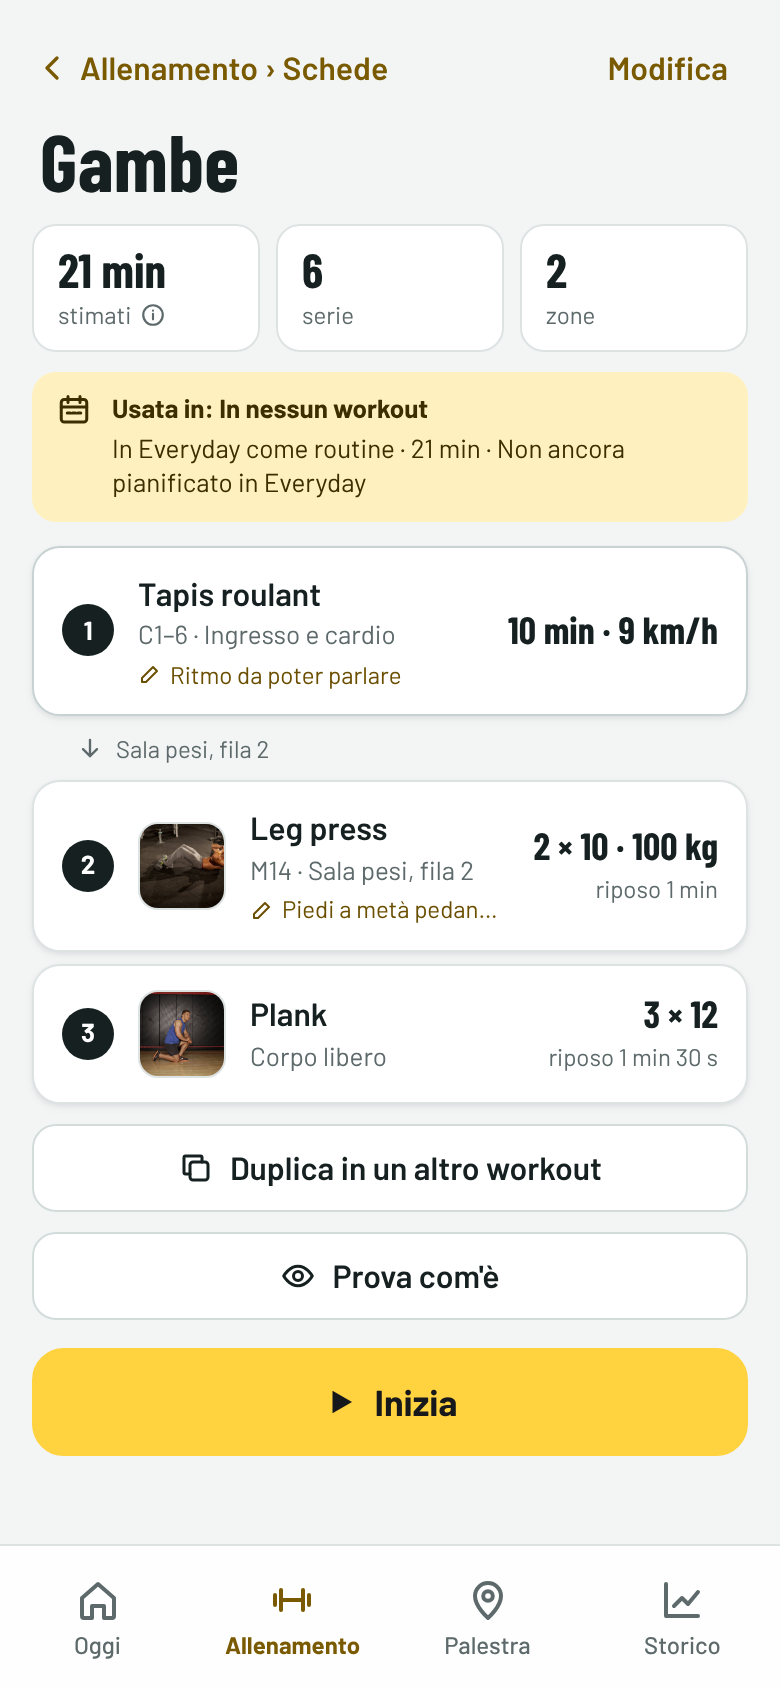 Allenamento › Schede
Modifica
Gambe
21 min
stimati
6
serie
2
zone
Usata in: In nessun workout
In Everyday come routine · 21 min · Non ancora
pianificato in Everyday
1
Tapis roulant
C1–6 · Ingresso e cardio
Ritmo da poter parlare
10 min · 9 km/h
Sala pesi, fila 2
2
Leg press
M14 · Sala pesi, fila 2
Piedi a metà pedan...
2 × 10 · 100 kg
riposo 1 min
3
Plank
Corpo libero
3 × 12
riposo 1 min 30 s
Duplica in un altro workout
Prova com'è
Inizia
Oggi
Allenamento
Palestra
Storico